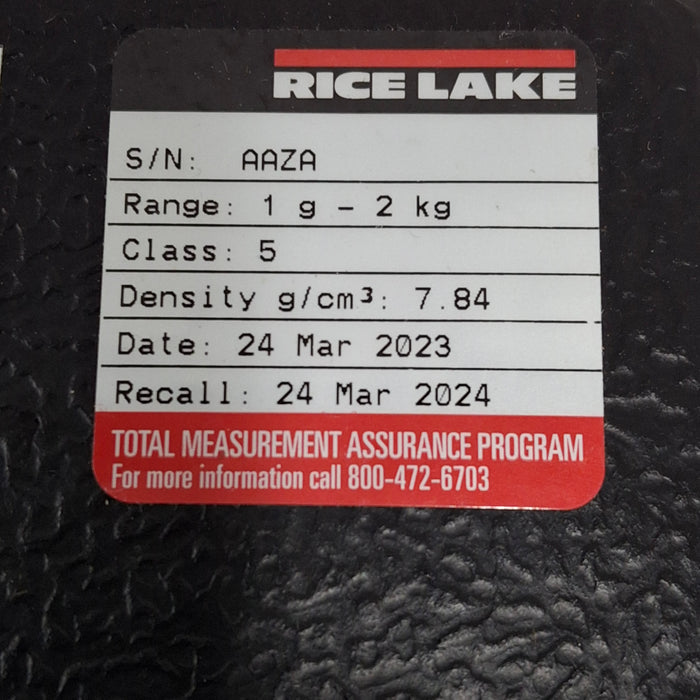 RICE LAKE
S/N: AAZA
Range: 1 g - 2 kg
Class: 5
Density g/cm³: 7.84
Date: 24 Mar 2023
Recall: 24 Mar 2024
TOTAL MEASUREMENT ASSURANCE PROGRAM
For more information call 800-472-6703